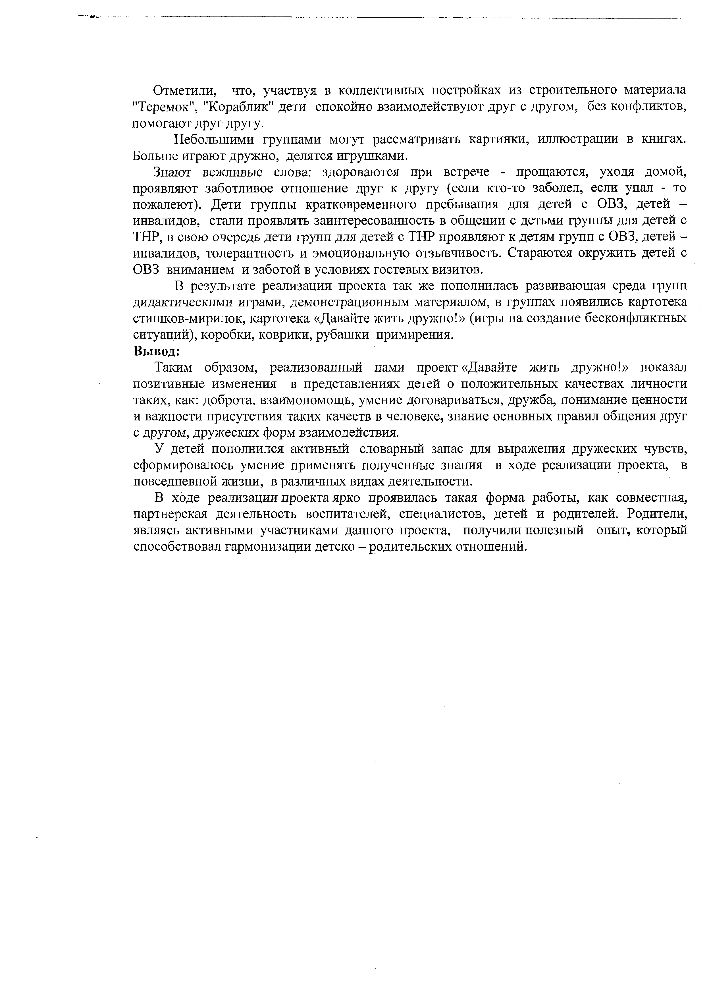 Отметили, что, участвуя в коллективных постройках из строительного материала
"Теремок", "Кораблик" дети спокойно взаимодействуют друг с другом, без конфликтов,
помогают друг другу.
Небольшими группами могут рассматривать картинки, иллюстрации в книгах.
Больше играют дружно, делятся игрушками.
Знают вежливые слова: здороваются при встрече - прощаются, уходя домой,
проявляют заботливое отношение друг к другу (если кто-то заболел, если упал - то
пожалеют). Дети группы кратковременного пребывания для детей с ОВЗ, детей –
инвалидов, стали проявлять заинтересованность в общении с детьми группы для детей с
ТНР, в свою очередь дети групп для детей с ТНР проявляют к детям групп с ОВЗ, детей –
инвалидов, толерантность и эмоциональную отзывчивость. Стараются окружить детей с
ОВЗ вниманием и заботой в условиях гостевых визитов.
В результате реализации проекта так же пополнилась развивающая среда групп
дидактическими играми, демонстрационным материалом, в группах появились картотека
стишков-мирилок, картотека «Давайте жить дружно!» (игры на создание бесконфликтных
ситуаций), коробки, коврики, рубашки примирения.
Вывод:
Таким образом, реализованный нами проект «Давайте жить дружно!» показал
позитивные изменения в представлениях детей о положительных качествах личности
таких, как: доброта, взаимопомощь, умение договариваться, дружба, понимание ценности
и важности присутствия таких качеств в человеке, знание основных правил общения друг
с другом, дружеских форм взаимодействия.
У детей пополнился активный словарный запас для выражения дружеских чувств,
сформировалось умение применять полученные знания в ходе реализации проекта, в
повседневной жизни, в различных видах деятельности.
В ходе реализации проекта ярко проявилась такая форма работы, как совместная,
партнерская деятельность воспитателей, специалистов, детей и родителей. Родители,
являясь активными участниками данного проекта, получили полезный опыт, который
способствовал гармонизации детско – родительских отношений.